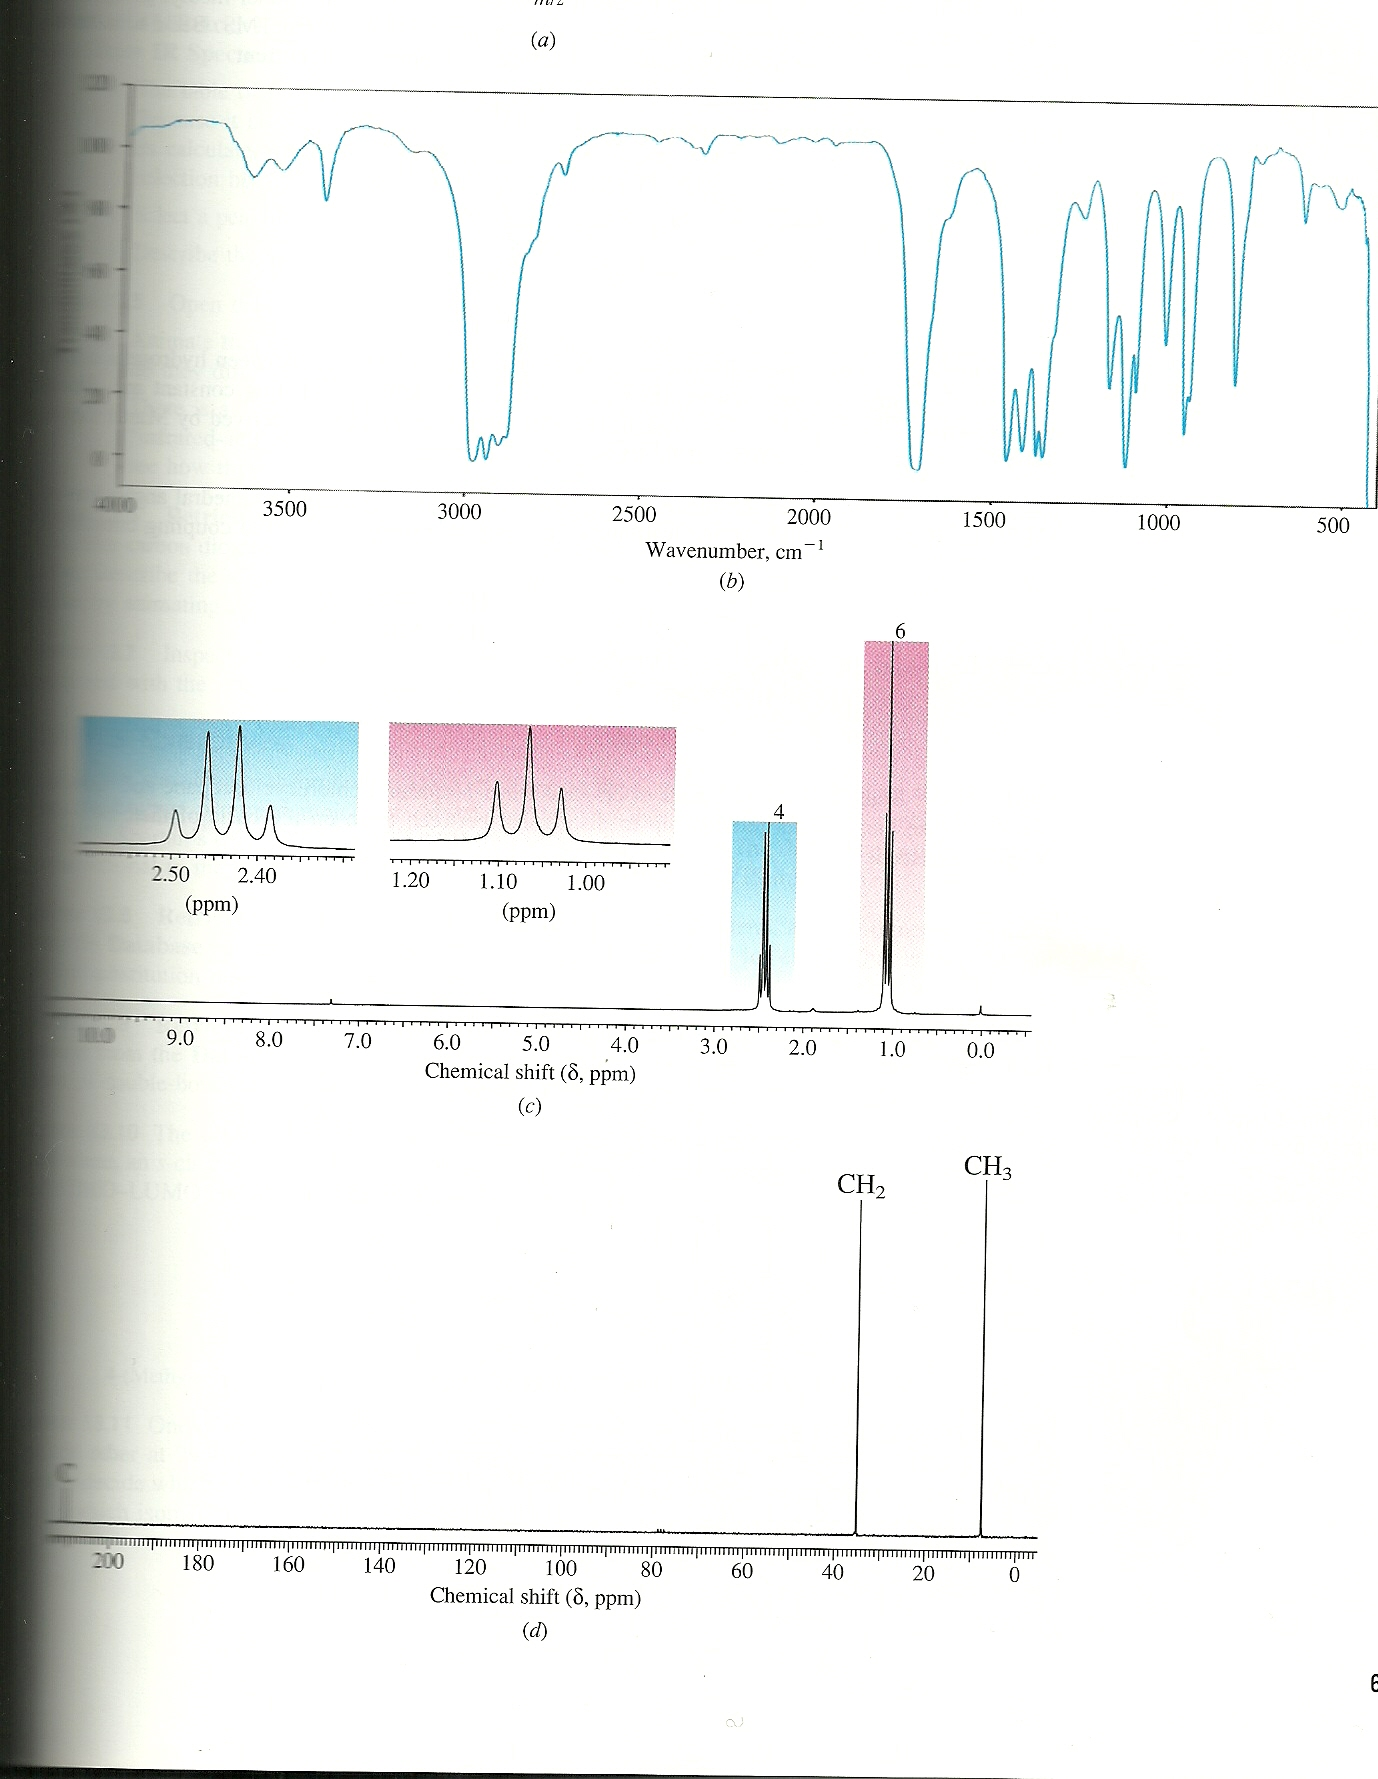 m/z
(a)
3500 3000 2500 2000 1500 1000 500
Wavenumber, cm−1
(b)
6
4
2.50 2.40
(ppm)
1.20 1.10 1.00
(ppm)
9.0 8.0 7.0 6.0 5.0 4.0 3.0 2.0 1.0 0.0
Chemical shift (δ, ppm)
(c)
CH2
CH3
C
200 180 160 140 120 100 80 60 40 20 0
Chemical shift (δ, ppm)
(d)
6